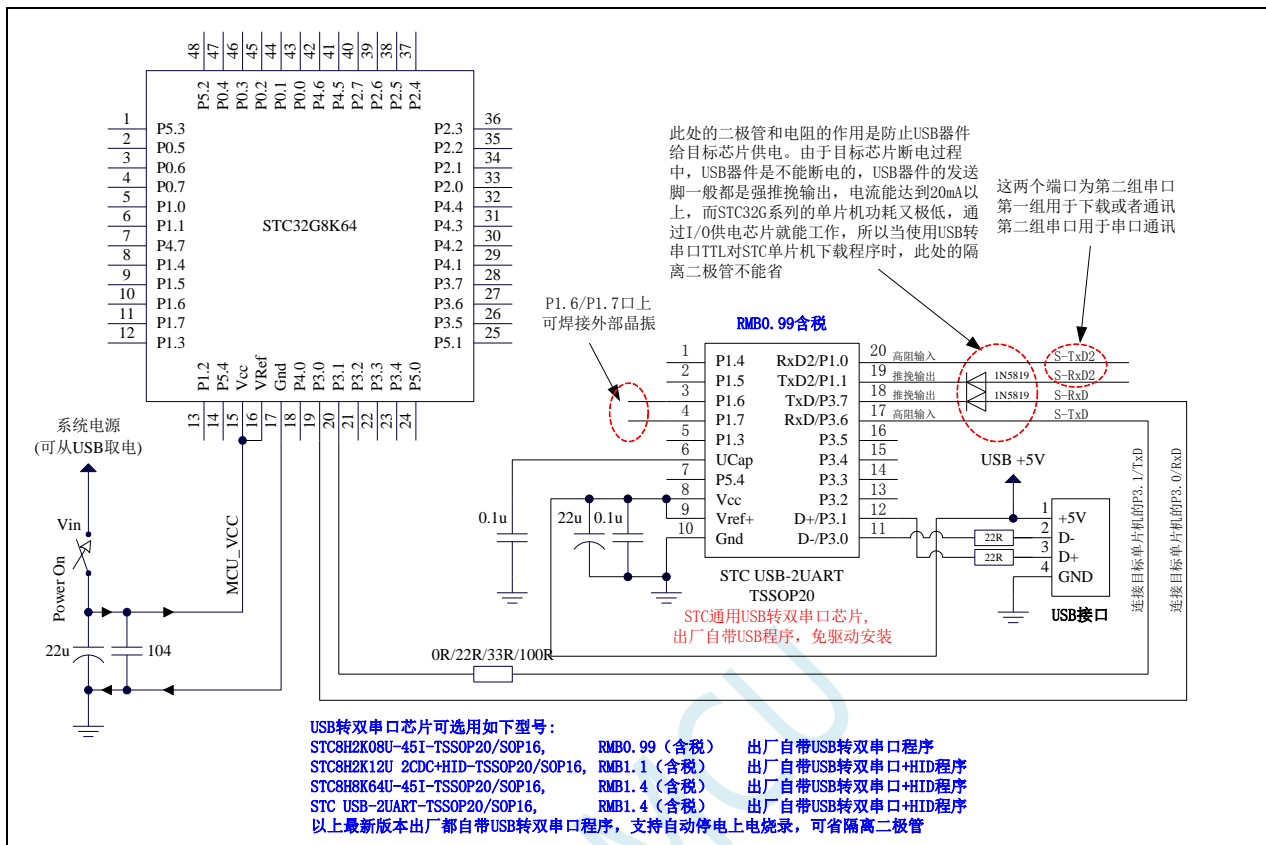 48 47 46 45 44 43 42 41 40 39 38 37
P5.2 P0.4 P0.3 P0.2 P0.1 P0.0 P4.6 P4.5 P2.7 P2.6 P2.5 P2.4
1 P5.3
2 P0.5
3 P0.6
4 P0.7
5 P1.0
6 P1.1
7 P4.7
8 P1.4
9 P1.5
10 P1.6
11 P1.7
12 P1.3
STC32G8K64
P2.3 36
P2.2 35
P2.1 34
P2.0 33
P4.4 32
P4.3 31
P4.2 30
P4.1 29
P3.7 28
P3.6 27
P3.5 26
P5.1 25
P1.2 P5.4 Vcc VRef Gnd P4.0 P3.0 P3.1 P3.2 P3.3 P3.4 P5.0
13 14 15 16 17 18 19 20 21 22 23 24
此处的二极管和电阻的作用是防止USB器件
给目标芯片供电。由于目标芯片断电过程
中，USB器件是不能断电的，USB器件的发送
脚一般都是强推挽输出，电流能达到20mA以
上，而STC32G系列的单片机功耗又极低，通
过I/O供电芯片就能工作，所以当使用USB转
串口TTL对STC单片机下载程序时，此处的隔
离二极管不能省
这两个端口为第二组串口
第一组用于下载或者通讯
第二组串口用于串口通讯
P1.6/P1.7口上
可焊接外部晶振
RMB0.99含税
1 P1.4
2 P1.5
3 P1.6
4 P1.7
5 P1.3
6 UCap
7 P5.4
8 Vcc
9 Vref+
10 Gnd
RxD2/P1.0 20 高阻输入 S-TxD2
TxD2/P1.1 19 推挽输出 1N5819 S-RxD2
TxD/P3.7 18 推挽输出 1N5819 S-RxD
RxD/P3.6 17 高阻输入 S-TxD
P3.5 16
P3.4 15
P3.3 14
P3.2 13
D+/P3.1 12
D-/P3.0 11
STC USB-2UART
TSSOP20
STC通用USB转双串口芯片，
出厂自带USB程序，免驱动安装
USB +5V
1 +5V
2 D-
3 D+
4 GND
22R
22R
USB接口
连接目标单片机的P3.1/TxD
连接目标单片机的P3.0/RxD
系统电源
(可从USB取电)
Vin
Power On
MCU_VCC
22u
104
0.1u
22u
0.1u
0R/22R/33R/100R
USB转双串口芯片可选用如下型号：
STC8H2K08U-45I-TSSOP20/SOP16, RMB0.99（含税） 出厂自带USB转双串口程序
STC8H2K12U 2CDC+HID-TSSOP20/SOP16, RMB1.1（含税） 出厂自带USB转双串口+HID程序
STC8H8K64U-45I-TSSOP20/SOP16, RMB1.4（含税） 出厂自带USB转双串口+HID程序
STC USB-2UART-TSSOP20/SOP16, RMB1.4（含税） 出厂自带USB转双串口+HID程序
以上最新版本出厂都自带USB转双串口程序，支持自动停电上电烧录，可省隔离二极管
MCU